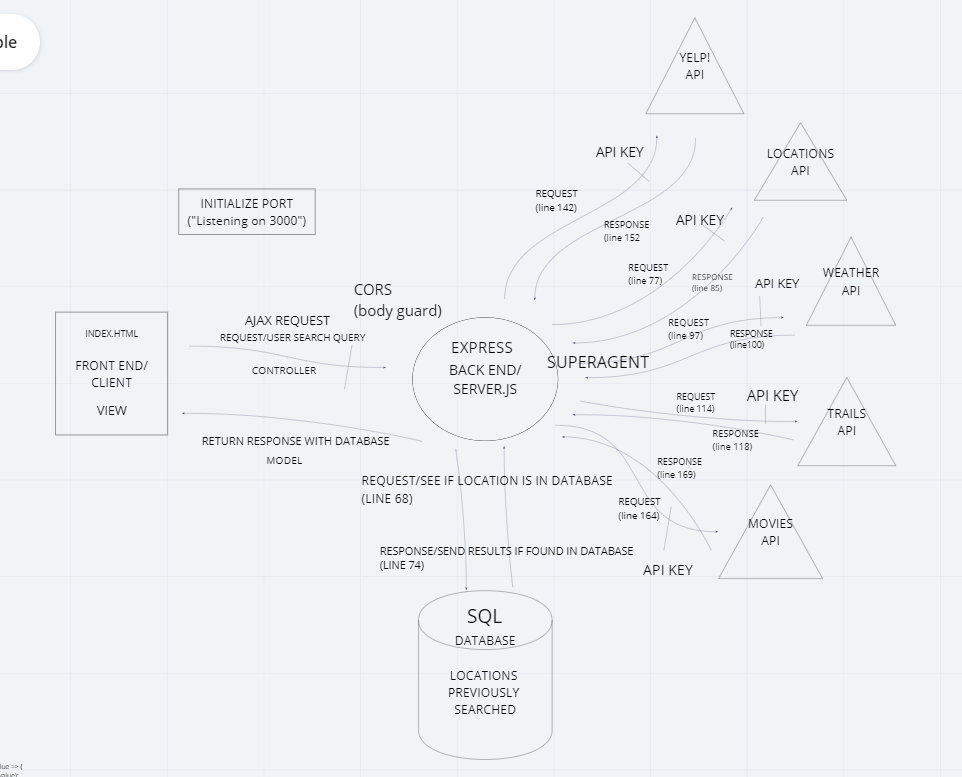 ple
YELP!
API
API KEY
LOCATIONS
API
INITIALIZE PORT
("Listening on 3000")
REQUEST
(line 142)
RESPONSE
(line 152
API KEY
REQUEST
(line 77)
RESPONSE
(line 85)
API KEY
WEATHER
API
CORS
(body guard)
AJAX REQUEST
REQUEST/USER SEARCH QUERY
CONTROLLER
INDEX.HTML
FRONT END/
CLIENT
VIEW
EXPRESS
BACK END/
SERVER.JS
SUPERAGENT
REQUEST
(line 97)
RESPONSE
(line100)
REQUEST
(line 114)
API KEY
RESPONSE
(line 118)
TRAILS
API
RETURN RESPONSE WITH DATABASE
MODEL
REQUEST/SEE IF LOCATION IS IN DATABASE
(LINE 68)
RESPONSE
(line 169)
REQUEST
(line 164)
MOVIES
API
API KEY
RESPONSE/SEND RESULTS IF FOUND IN DATABASE
(LINE 74)
SQL
DATABASE
LOCATIONS
PREVIOUSLY
SEARCHED
lue => {